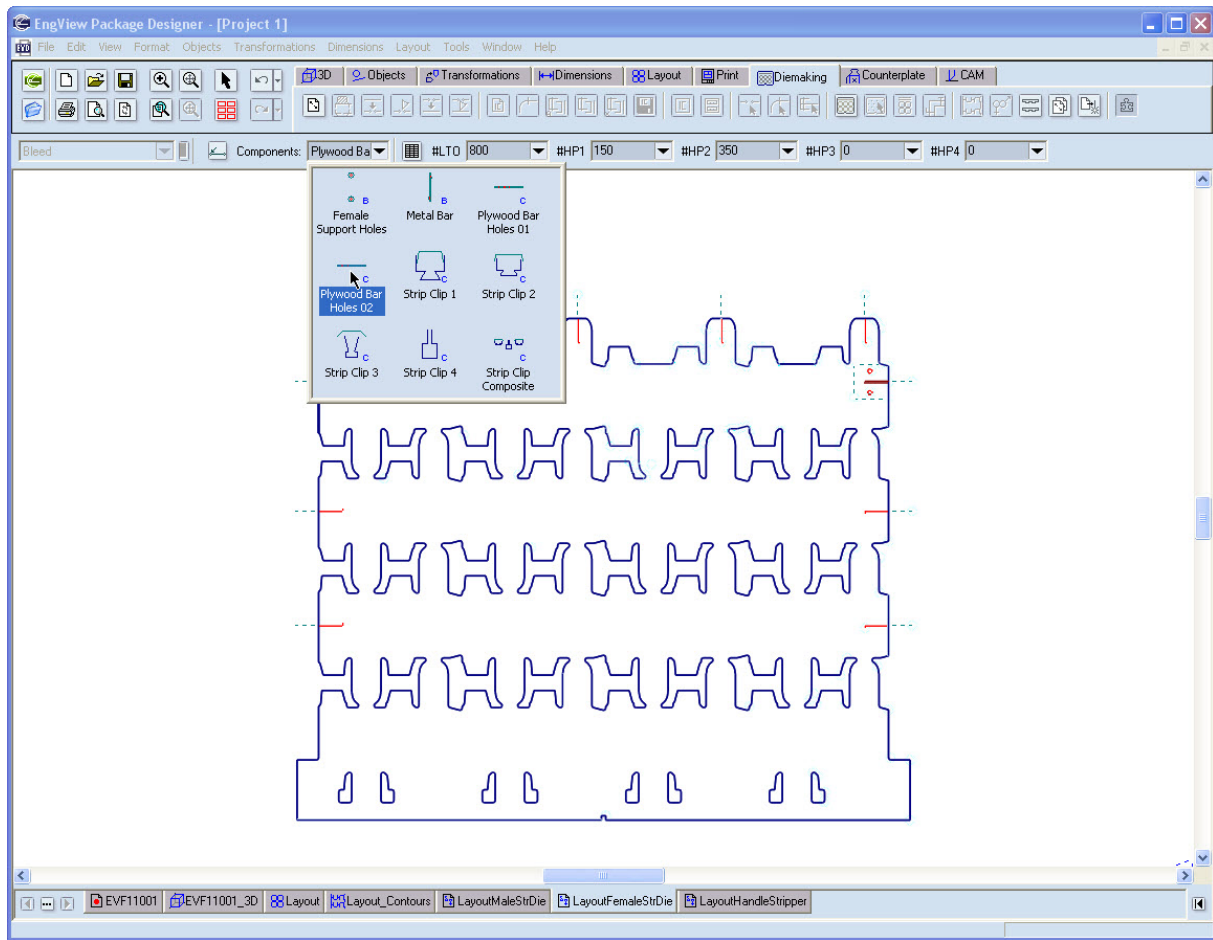 EngView Package Designer - [Project 1]
File Edit View Format Objects Transformations Dimensions Layout Tools Window Help
3D Objects Transformations Dimensions Layout Print Diemaking Counterplate CAM
Bleed Components: Plywood Ba #LTO 800 #HP1 150 #HP2 350 #HP3 0 #HP4 0
B B C
Female Support Holes
Metal Bar
Plywood Bar Holes 01
C C C
Plywood Bar Holes 02
Strip Clip 1
Strip Clip 2
C C C
Strip Clip 3
Strip Clip 4
Strip Clip Composite
EVF11001 EVF11001_3D Layout Layout_Contours LayoutMaleStrDie LayoutFemaleStrDie LayoutHandleStripper